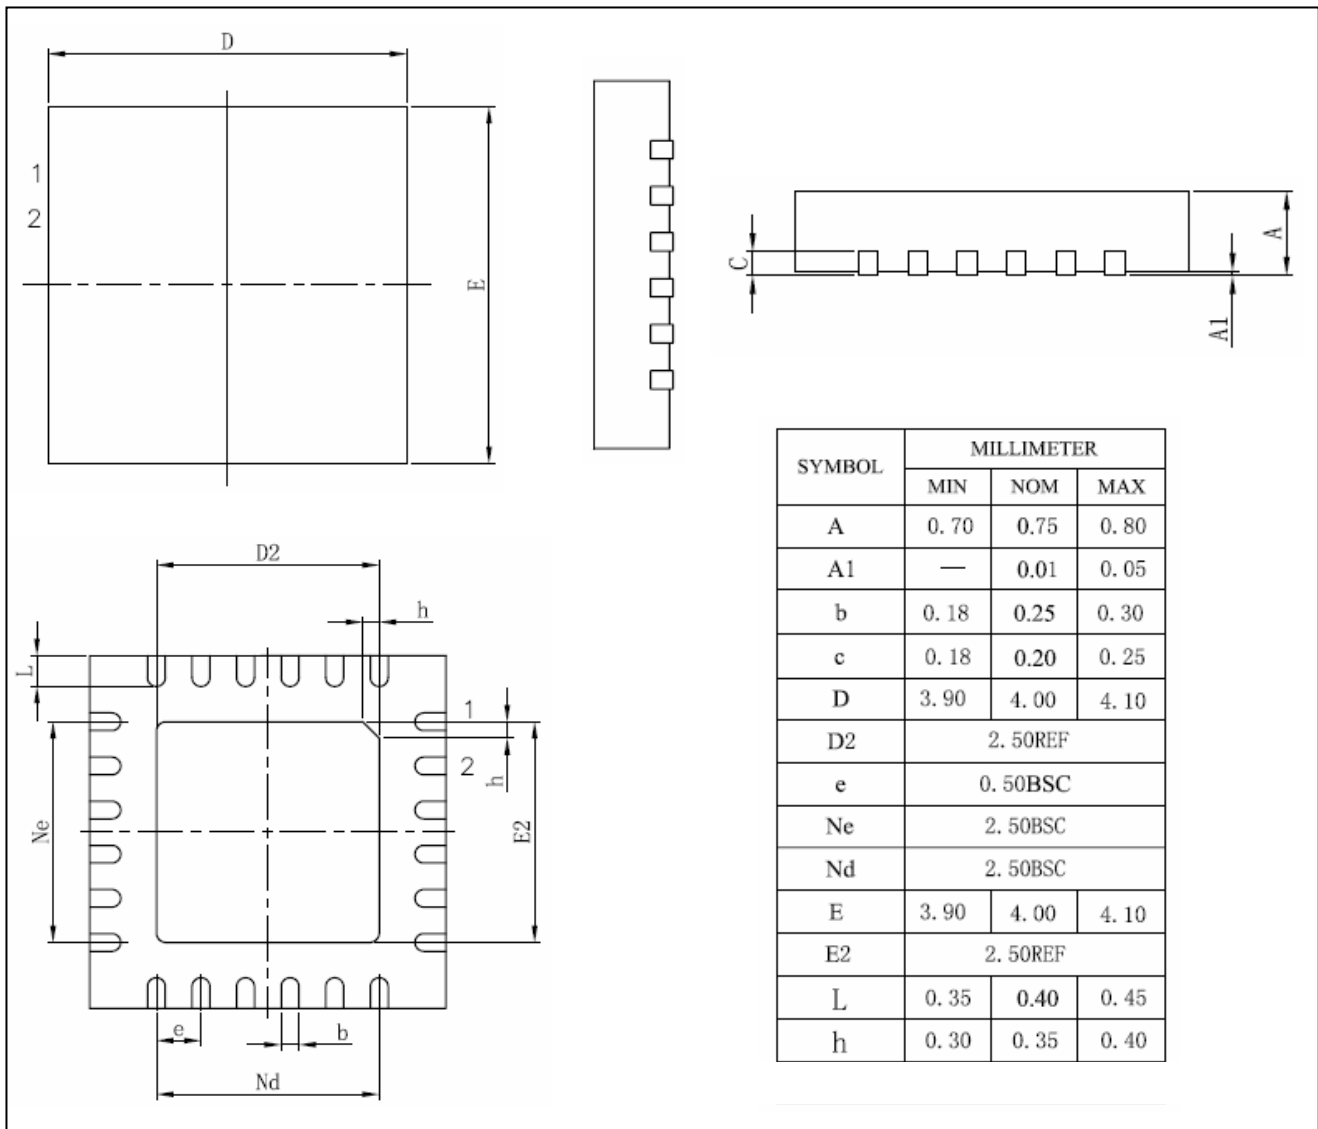 D
1
2
E
C
A
A1
D2
h
L
1
2
h
Ne
E2
e
b
Nd
SYMBOL MILLIMETER
MIN NOM MAX
A 0.70 0.75 0.80
A1 — 0.01 0.05
b 0.18 0.25 0.30
c 0.18 0.20 0.25
D 3.90 4.00 4.10
D2 2.50REF
e 0.50BSC
Ne 2.50BSC
Nd 2.50BSC
E 3.90 4.00 4.10
E2 2.50REF
L 0.35 0.40 0.45
h 0.30 0.35 0.40